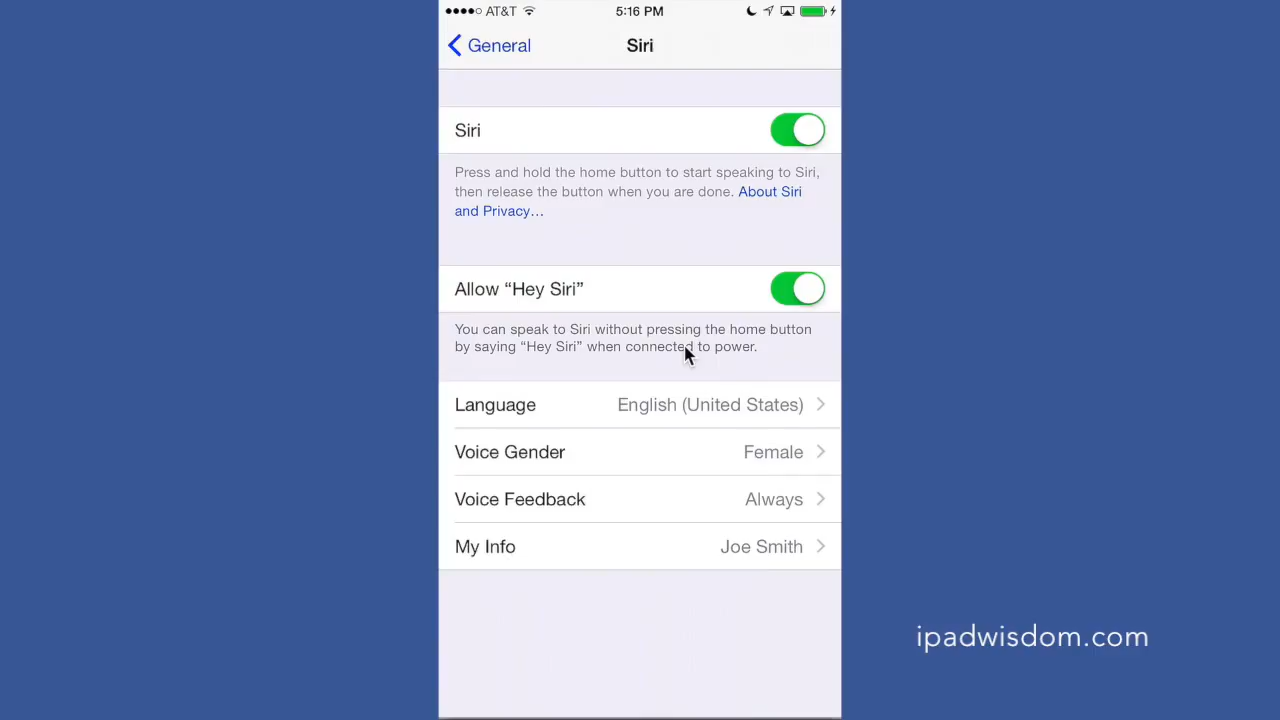 AT&T 5:16 PM
General Siri
Siri
Press and hold the home button to start speaking to Siri,
then release the button when you are done. About Siri
and Privacy…
Allow “Hey Siri”
You can speak to Siri without pressing the home button
by saying “Hey Siri” when connected to power.
Language English (United States)
Voice Gender Female
Voice Feedback Always
My Info Joe Smith
ipadwisdom.com